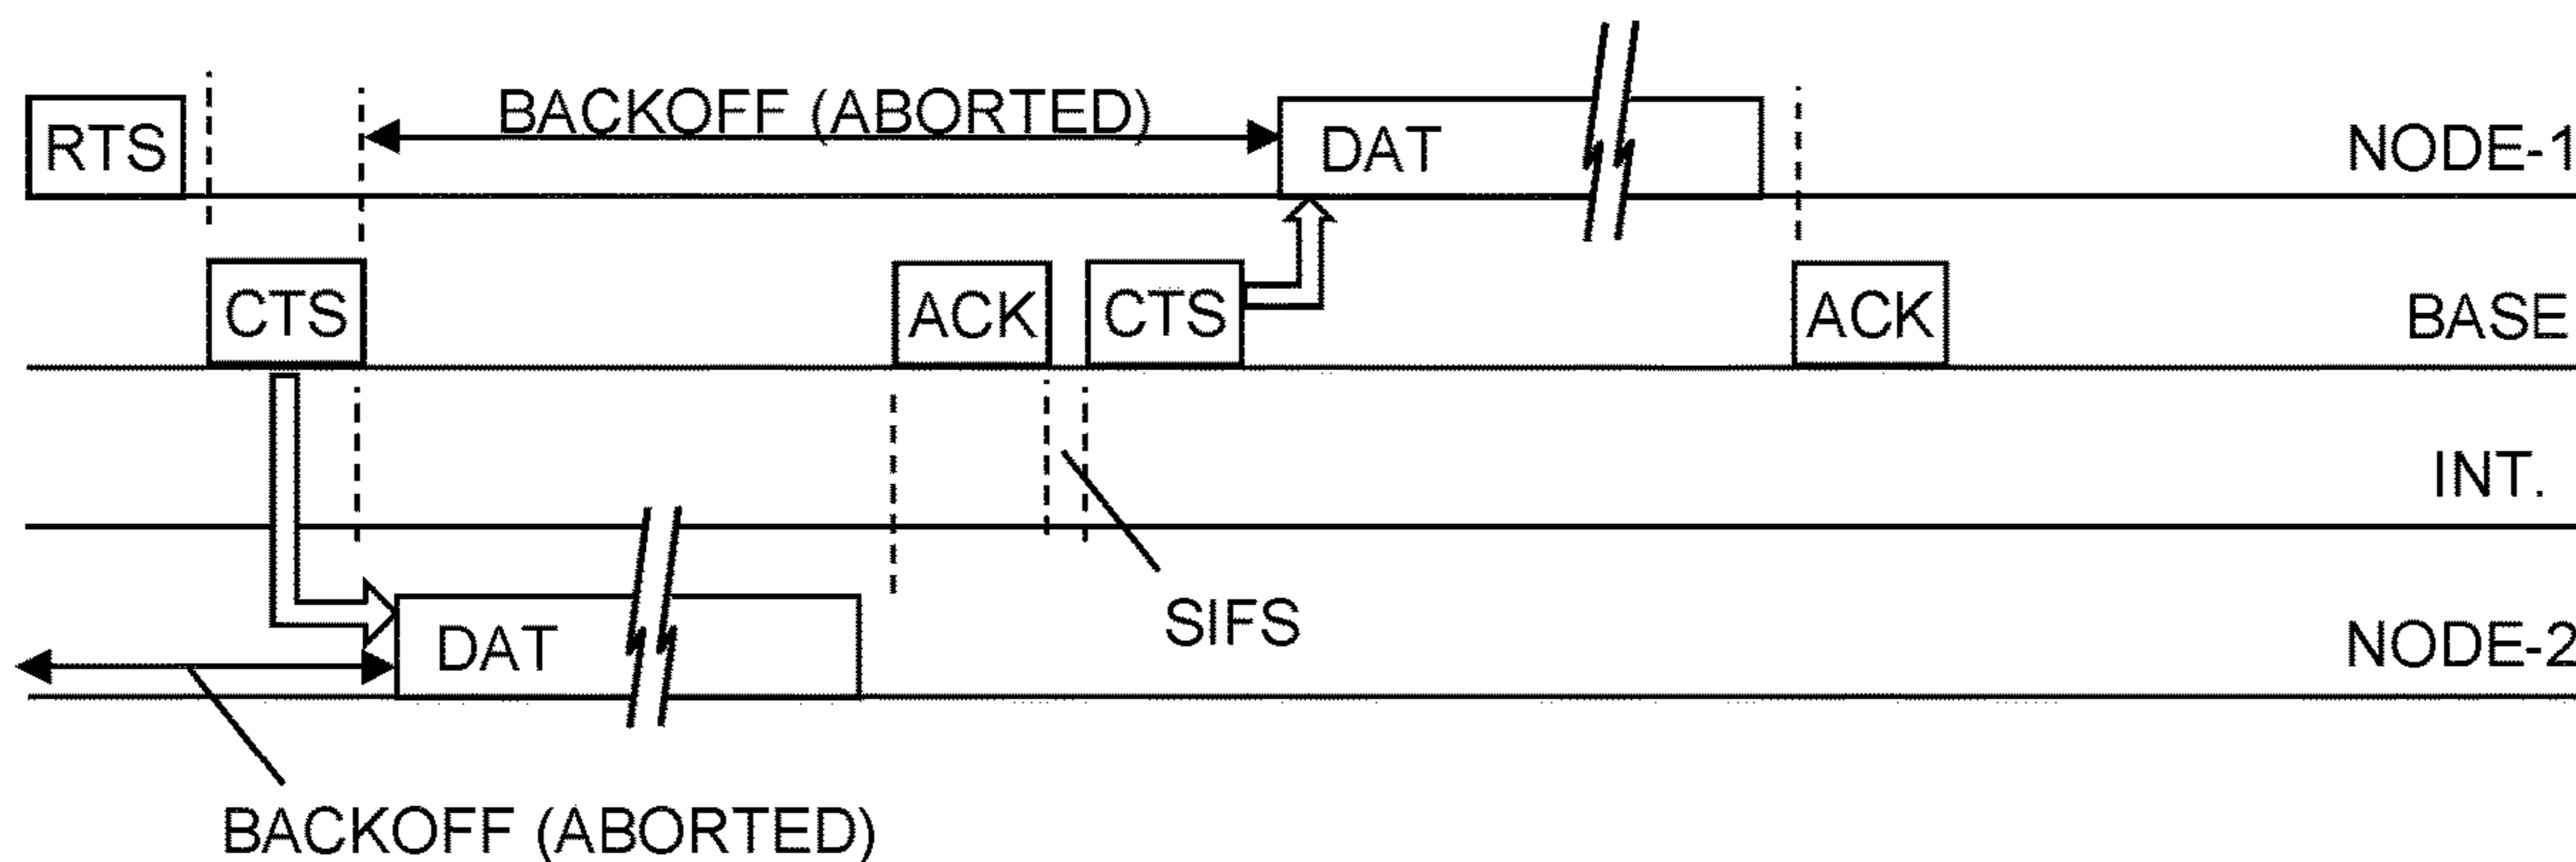 BACKOFF (ABORTED)
RTS
DAT
NODE-1
CTS
ACK
CTS
ACK
BASE
INT.
SIFS
DAT
NODE-2
BACKOFF (ABORTED)